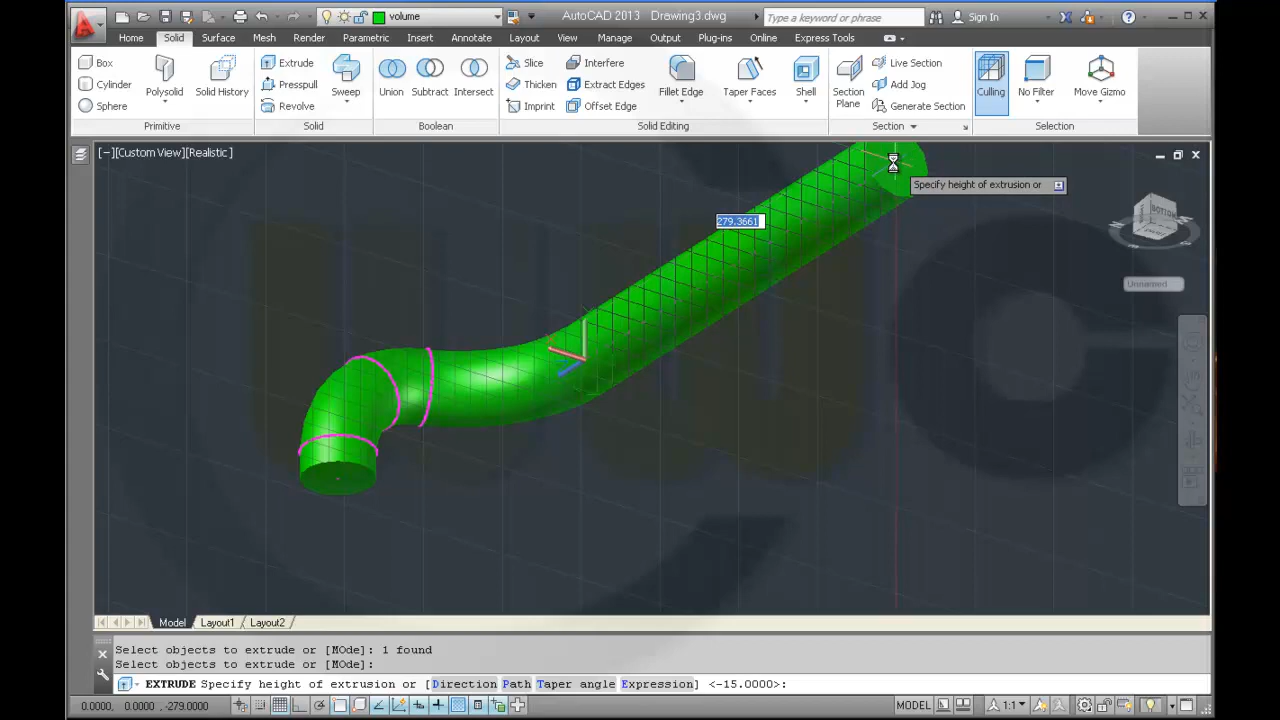 volume
AutoCAD 2013 Drawing3.dwg
Type a keyword or phrase
Sign In
Home Solid Surface Mesh Render Parametric Insert Annotate Layout View Manage Output Plug-ins Online Express Tools
Box
Cylinder
Sphere
Polysolid
Solid History
Primitive
Extrude
Presspull
Revolve
Sweep
Solid
Union
Subtract
Intersect
Boolean
Slice
Thicken
Imprint
Interfere
Extract Edges
Offset Edge
Fillet Edge
Taper Faces
Shell
Solid Editing
Section Plane
Live Section
Add Jog
Generate Section
Section
Culling
No Filter
Move Gizmo
Selection
[−][Custom View][Realistic]
Specify height of extrusion or
279.3661
BOTTOM
Unnamed
Model Layout1 Layout2
Select objects to extrude or [MOde]: 1 found
Select objects to extrude or [MOde]:
EXTRUDE Specify height of extrusion or [Direction Path Taper angle Expression] <-15.0000>:
0.0000, 0.0000, -279.0000
MODEL
1:1